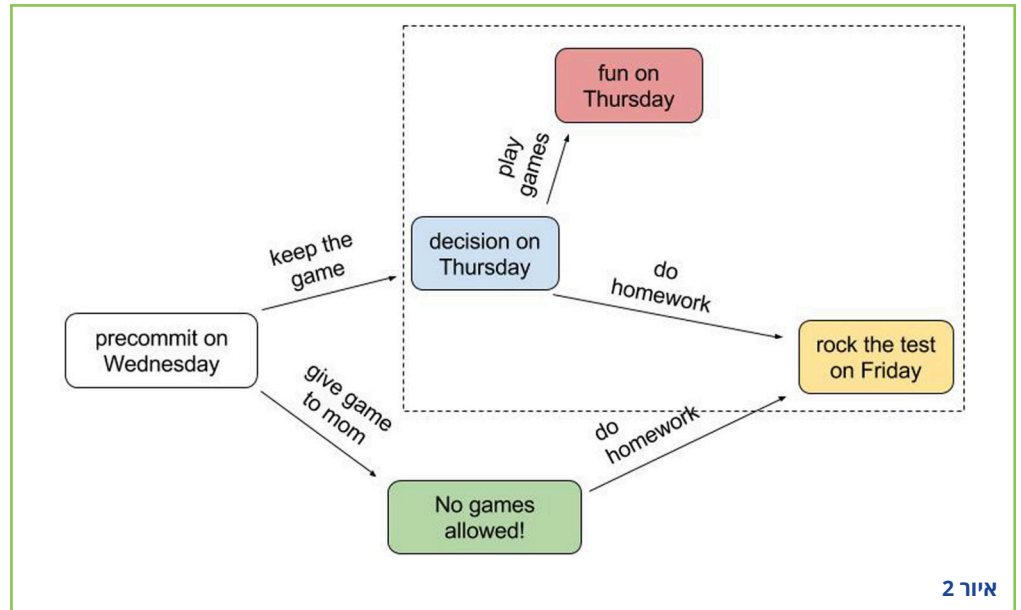 fun on
Thursday
play
games
decision on
Thursday
keep the
game
do
homework
precommit on
Wednesday
rock the test
on Friday
give game
to mom
do
homework
No games
allowed!
איור 2